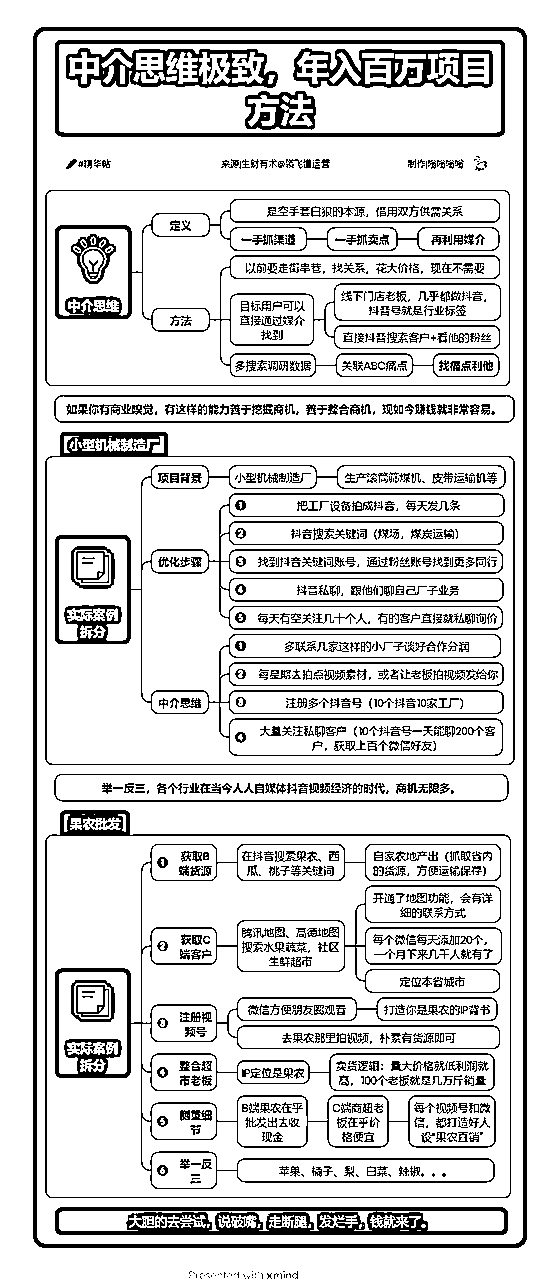 中介思维极致，年入百万项目
方法
#精华帖
来源|生财有术@筷飞懂运营
制作|嗡嗡嗡嗡
中介思维
定义
是空手套白狼的本源，借用双方供需关系
一手抓渠道
一手抓卖点
再利用媒介
方法
以前要走街串巷，找关系，花大价格，现在不需要
目标用户可以
直接通过媒介
找到
线下门店老板，几乎都做抖音，
抖音号就是行业标签
直接抖音搜索客户+看他的粉丝
多搜索调研数据
关联ABC痛点
找痛点利他
如果你有商业嗅觉，有这样的能力善于挖掘商机，善于整合商机，现如今赚钱就非常容易。
小型机械制造厂
实际案例
拆分
项目背景
小型机械制造厂
生产滚筒筛煤机、皮带运输机等
优化步骤
1 把工厂设备拍成抖音，每天发几条
2 抖音搜索关键词（煤场，煤炭运输）
3 找到抖音关键词账号，通过粉丝账号找到更多同行
4 抖音私聊，跟他们聊自己厂子业务
5 每天有空关注几十个人，有的客户直接就私聊询价
中介思维
1 多联系几家这样的小厂子谈好合作分润
2 每星期去拍点视频素材，或者让老板拍视频发给你
3 注册多个抖音号（10个抖音10家工厂）
4 大量关注私聊客户（10个抖音号一天能聊200个客
户，获取上百个微信好友）
举一反三，各个行业在当今人人自媒体抖音视频经济的时代，商机无限多。
果农批发
实际案例
拆分
1 获取B
端货源
在抖音搜索果农、西
瓜、桃子等关键词
自家农地产出（抓取省内
的货源，方便运输保存）
2 获取C
端客户
腾讯地图、高德地图
搜索水果蔬菜，社区
生鲜超市
开通了地图功能，会有详
细的联系方式
每个微信每天添加20个，
一个月下来几千人就有了
定位本省城市
3 注册视
频号
微信方便朋友圈观看
打造你是果农的IP背书
去果农那里拍视频，朴素有货源即可
4 整合超
市老板
IP定位是果农
卖货逻辑：量大价格就低利润就
高，100个老板就是几万斤销量
5 侧重细
节
B端果农在乎
批发出去收
现金
C端商超老
板在乎价
格便宜
每个视频号和微
信，都打造好人
设“果农直销”
6 举一反
三
苹果、橘子、梨、白菜、辣椒。。。
大胆的去尝试，说破嘴，走断腿，发烂手，钱就来了。
Presented with xmind